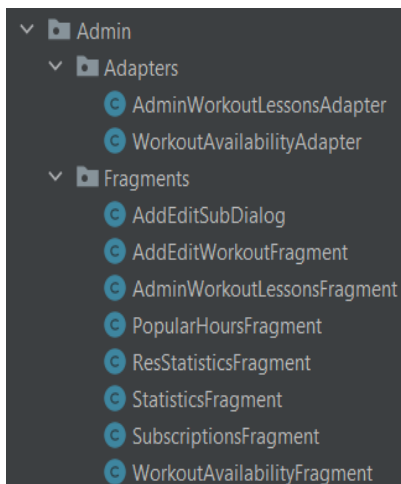 Admin
Adapters
C AdminWorkoutLessonsAdapter
C WorkoutAvailabilityAdapter
Fragments
C AddEditSubDialog
C AddEditWorkoutFragment
C AdminWorkoutLessonsFragment
C PopularHoursFragment
C ResStatisticsFragment
C StatisticsFragment
C SubscriptionsFragment
C WorkoutAvailabilityFragment